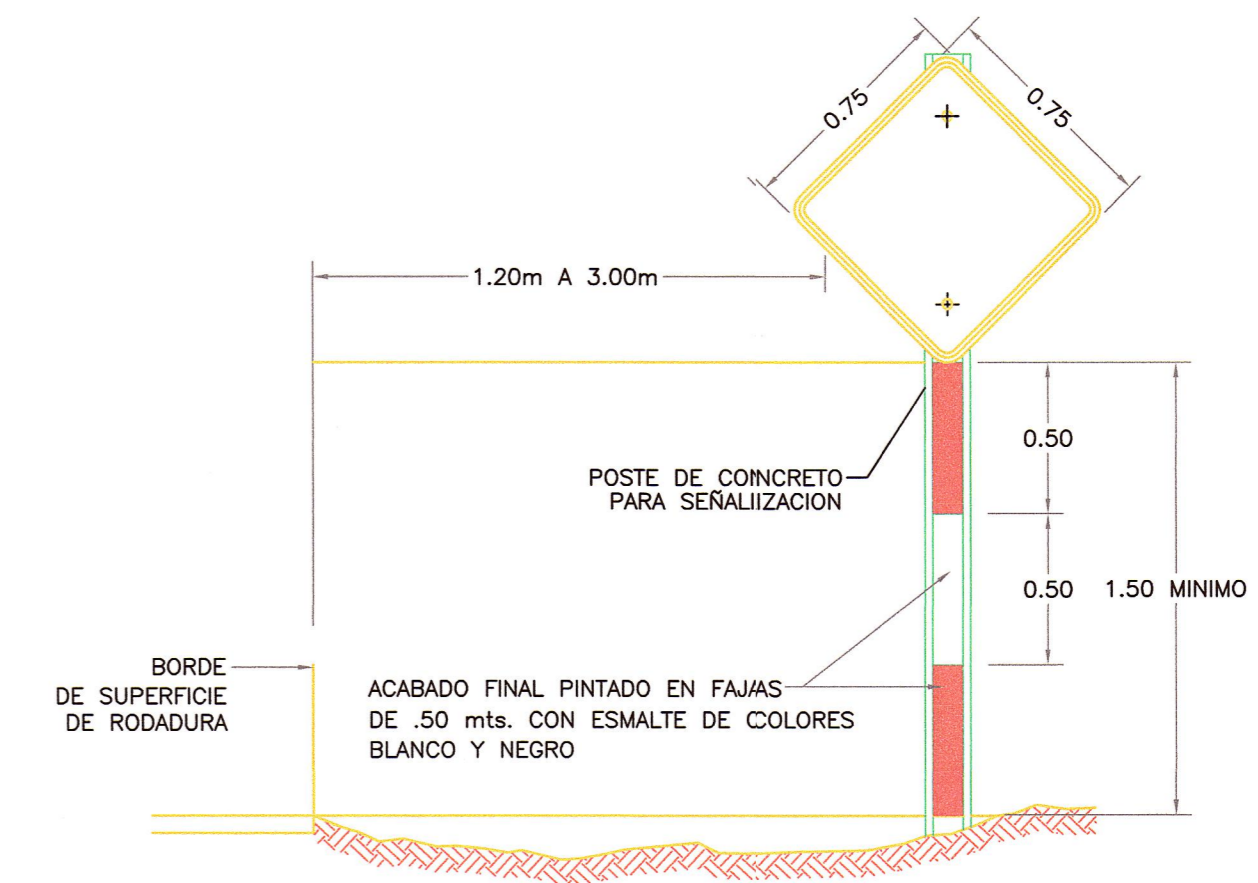 0.75
0.75
1.20m A 3.00m
0.50
POSTE DE CONCRETO
PARA SEÑALIIZACION
0.50
1.50 MINIMO
BORDE
DE SUPERFICIE
DE RODADURA
ACABADO FINAL PINTADO EN FAJAS
DE .50 mts. CON ESMALTE DE COLORES
BLANCO Y NEGRO